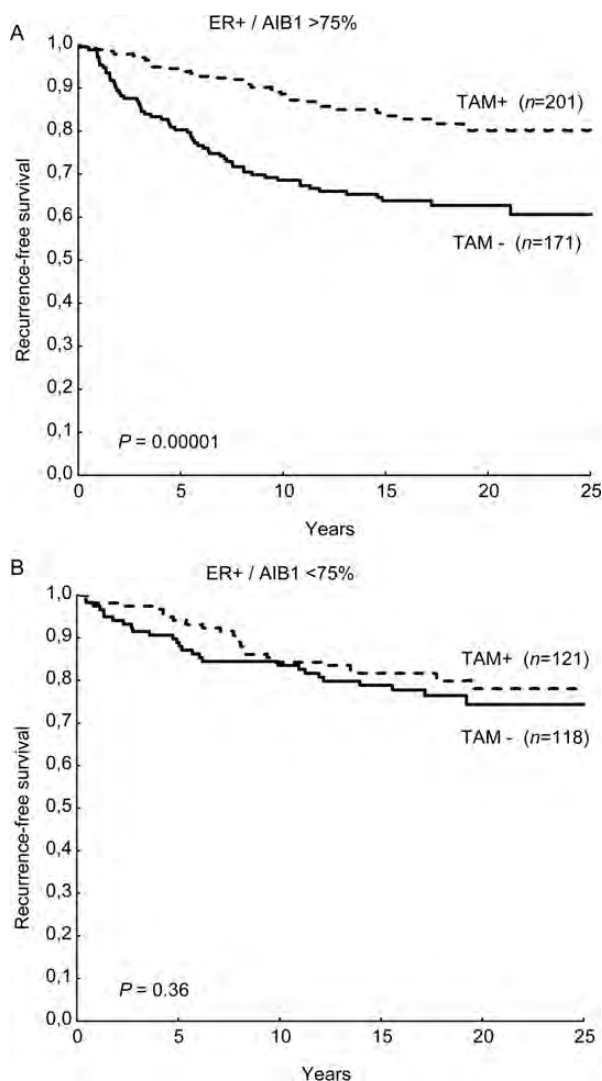 A
ER+ / AIB1 >75%
1,0
0,9
0,8
0,7
0,6
0,5
0,4
0,3
0,2
0,1
0,0
Recurrence-free survival
TAM+ (n=201)
TAM - (n=171)
P = 0.00001
0 5 10 15 20 25
Years
B
ER+ / AIB1 <75%
1,0
0,9
0,8
0,7
0,6
0,5
0,4
0,3
0,2
0,1
0,0
Recurrence-free survival
TAM+ (n=121)
TAM - (n=118)
P = 0.36
0 5 10 15 20 25
Years